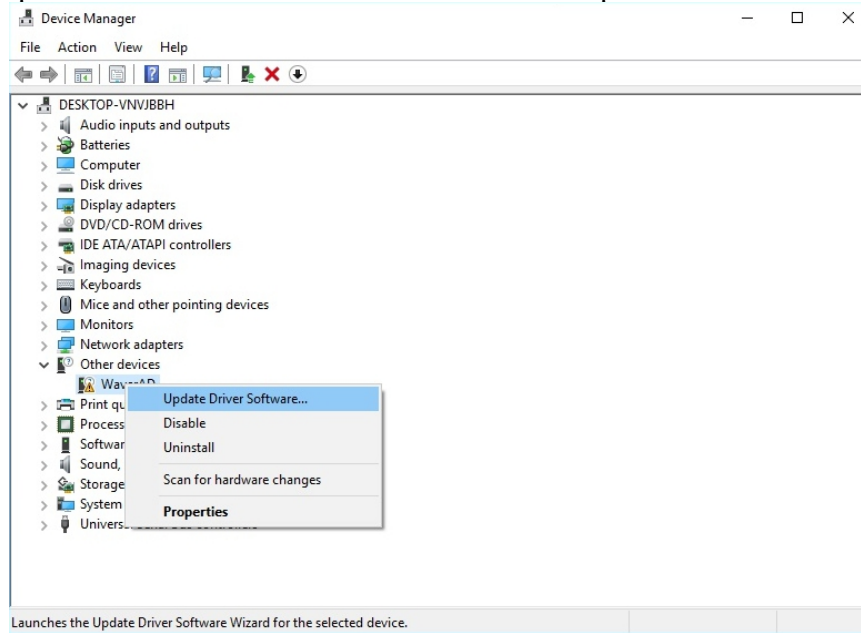 Device Manager
File Action View Help
DESKTOP-VNVJBBH
Audio inputs and outputs
Batteries
Computer
Disk drives
Display adapters
DVD/CD-ROM drives
IDE ATA/ATAPI controllers
Imaging devices
Keyboards
Mice and other pointing devices
Monitors
Network adapters
Other devices
Print qu
Process
Softwar
Sound,
Storage
System
Univers
Update Driver Software...
Disable
Uninstall
Scan for hardware changes
Properties
Launches the Update Driver Software Wizard for the selected device.